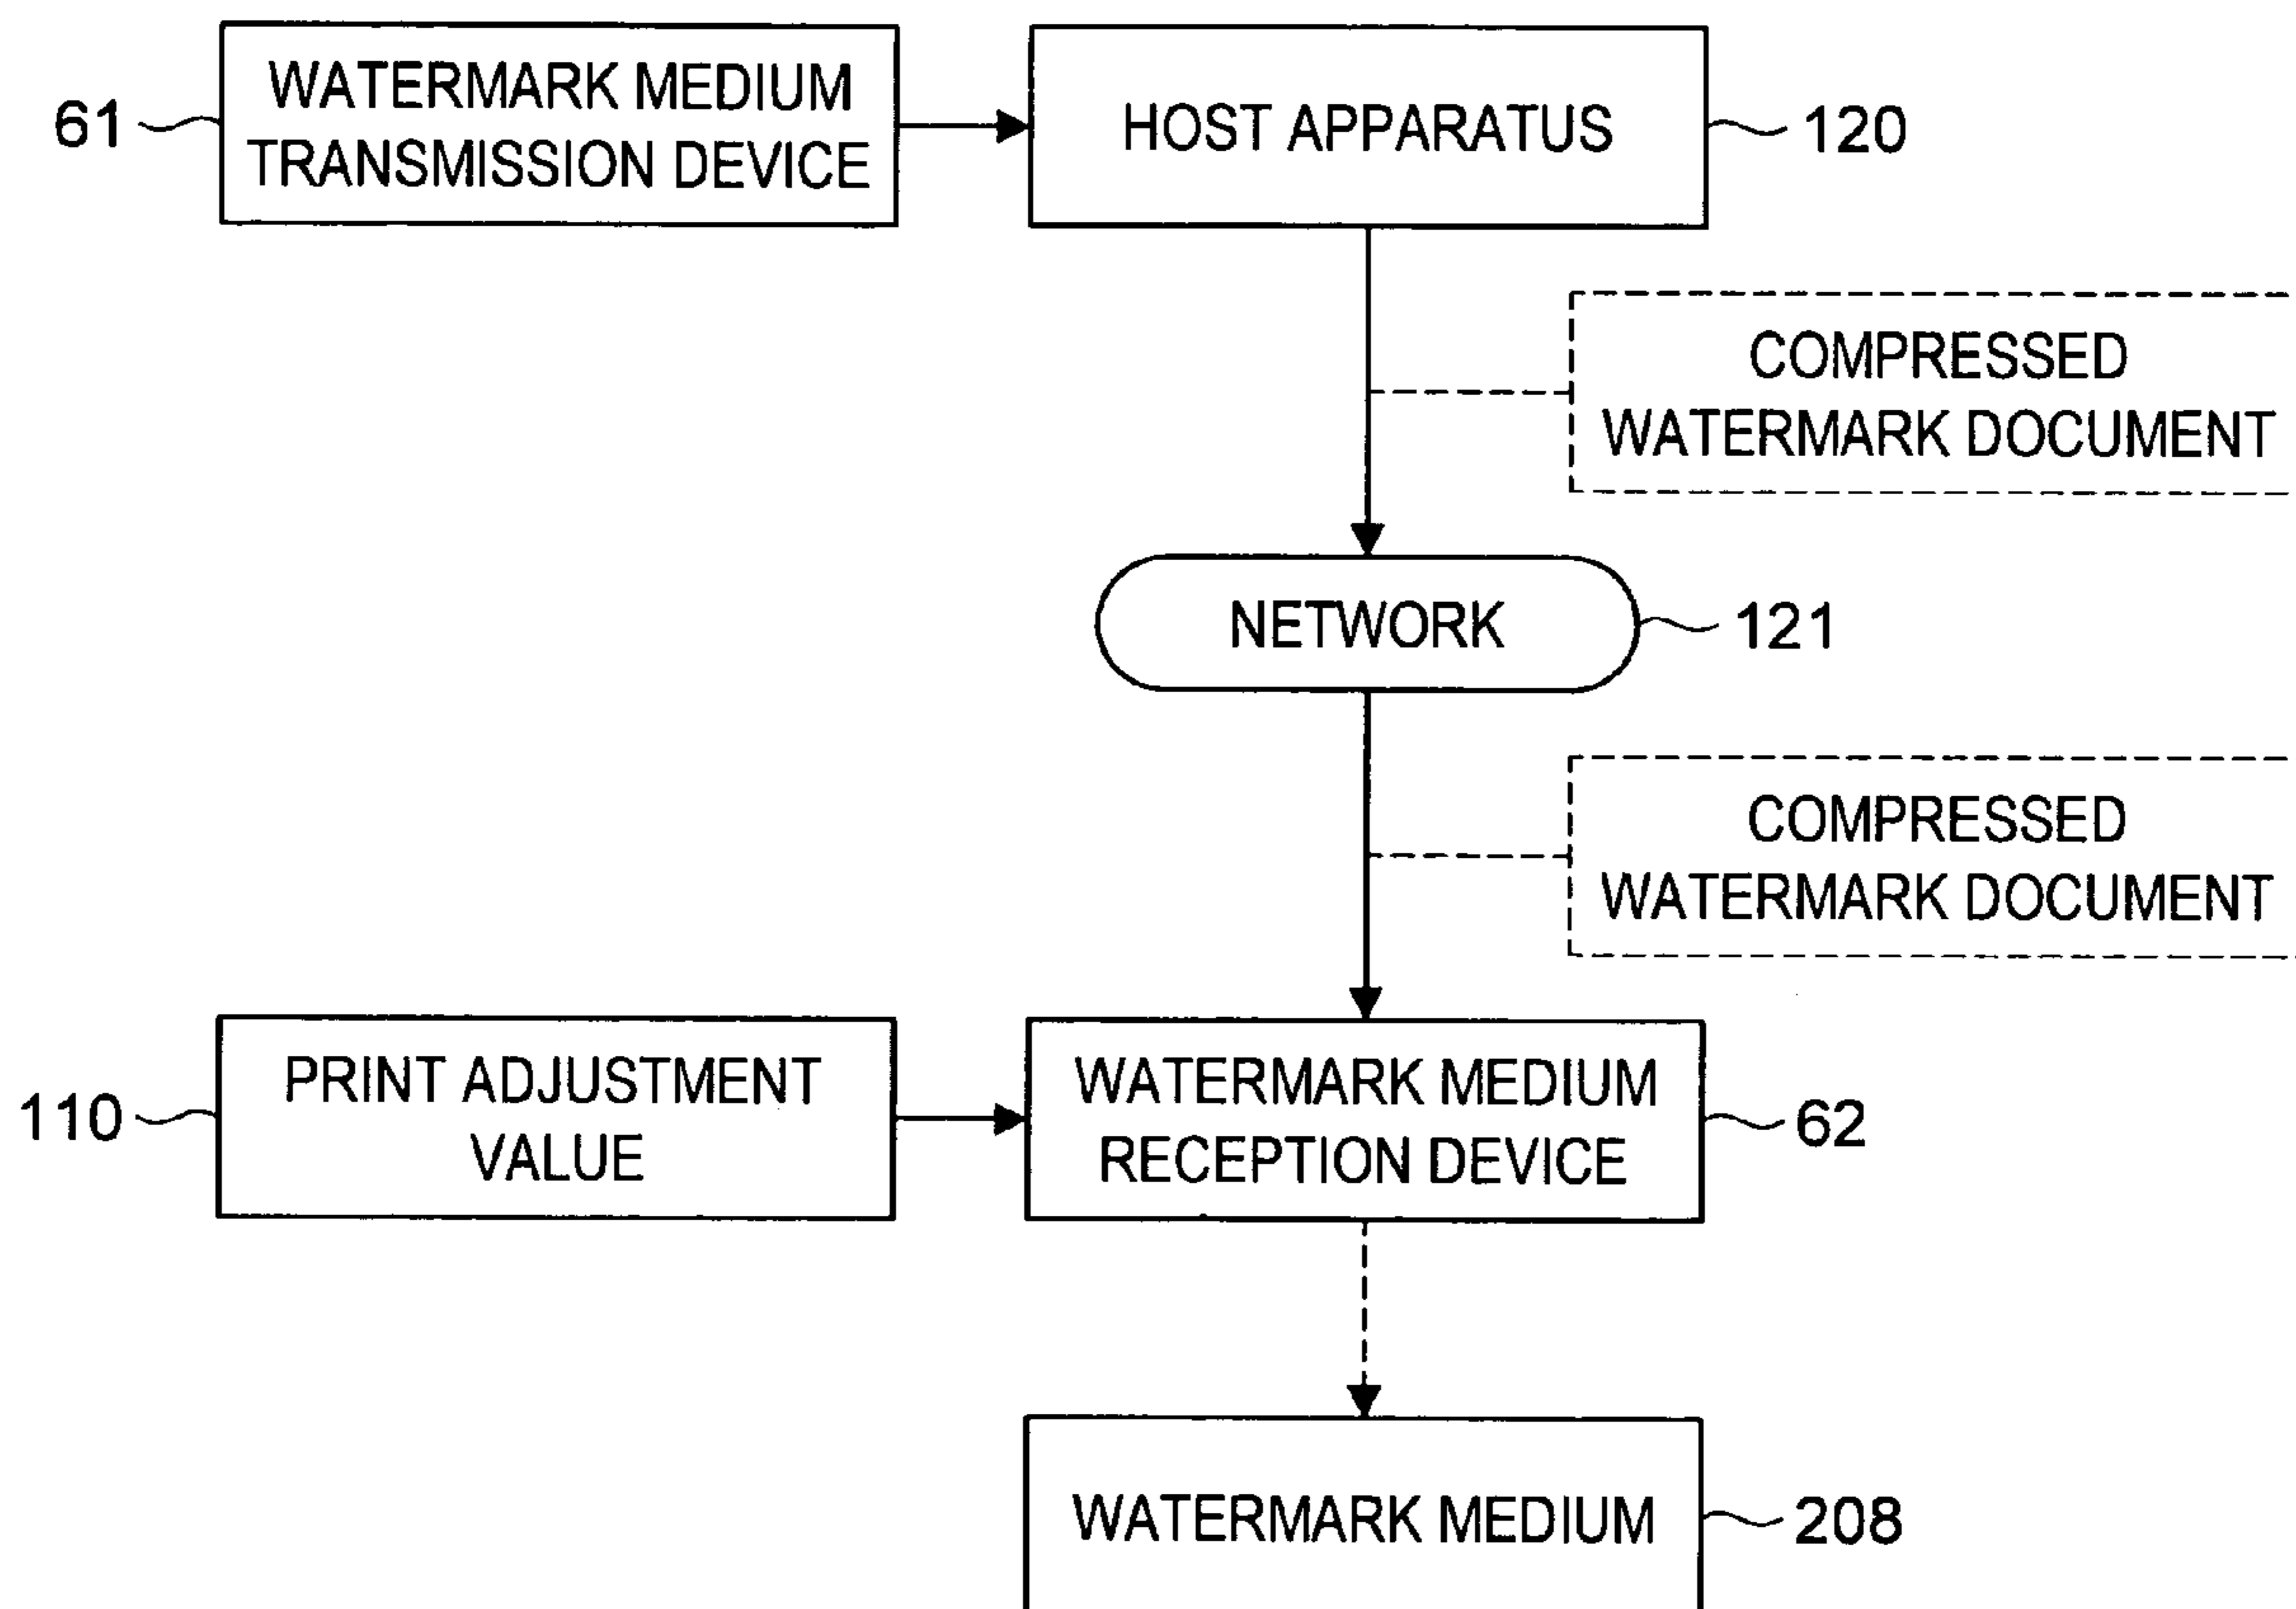 61
WATERMARK MEDIUM
TRANSMISSION DEVICE
HOST APPARATUS
120
COMPRESSED
WATERMARK DOCUMENT
NETWORK
121
COMPRESSED
WATERMARK DOCUMENT
110
PRINT ADJUSTMENT
VALUE
WATERMARK MEDIUM
RECEPTION DEVICE
62
WATERMARK MEDIUM
208